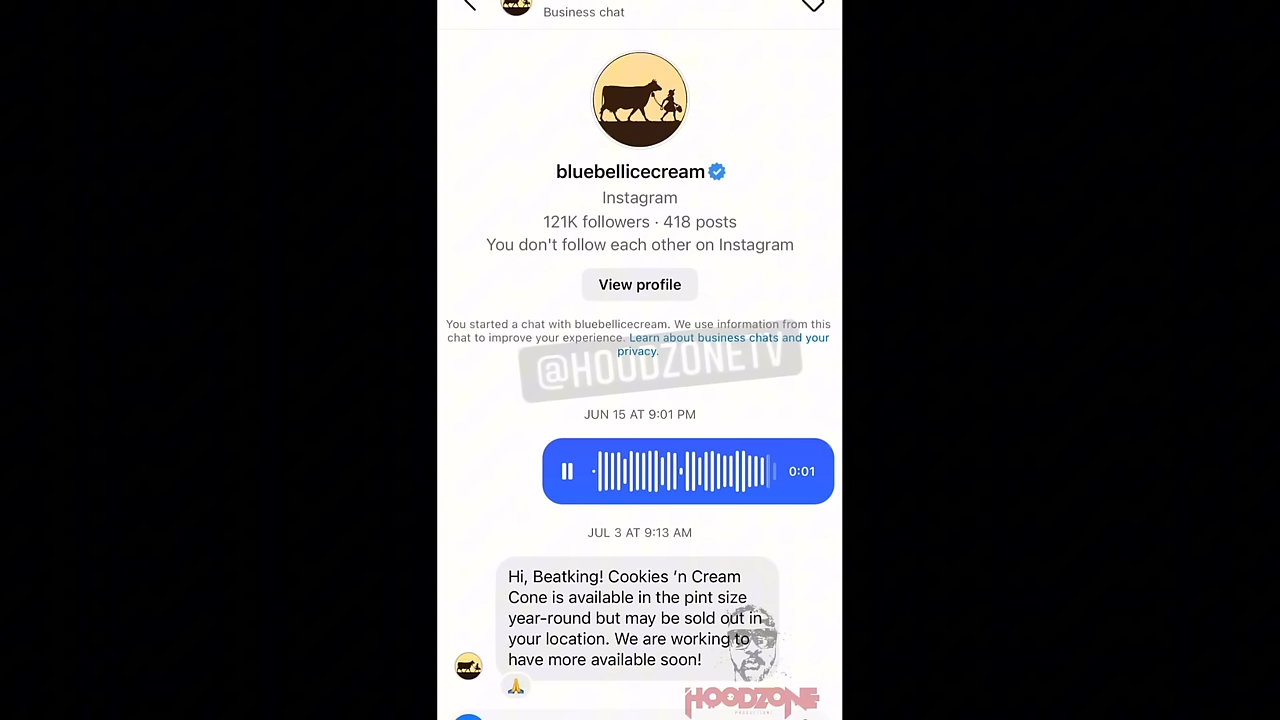 Business chat
bluebellicecream
Instagram
121K followers · 418 posts
You don't follow each other on Instagram
View profile
You started a chat with bluebellicecream. We use information from this
chat to improve your experience. Learn about business chats and your
privacy.
@HOODZONETV
JUN 15 AT 9:01 PM
0:01
JUL 3 AT 9:13 AM
Hi, Beatking! Cookies ’n Cream
Cone is available in the pint size
year-round but may be sold out in
your location. We are working to
have more available soon!
HOODZONE
PRODUCTIONS